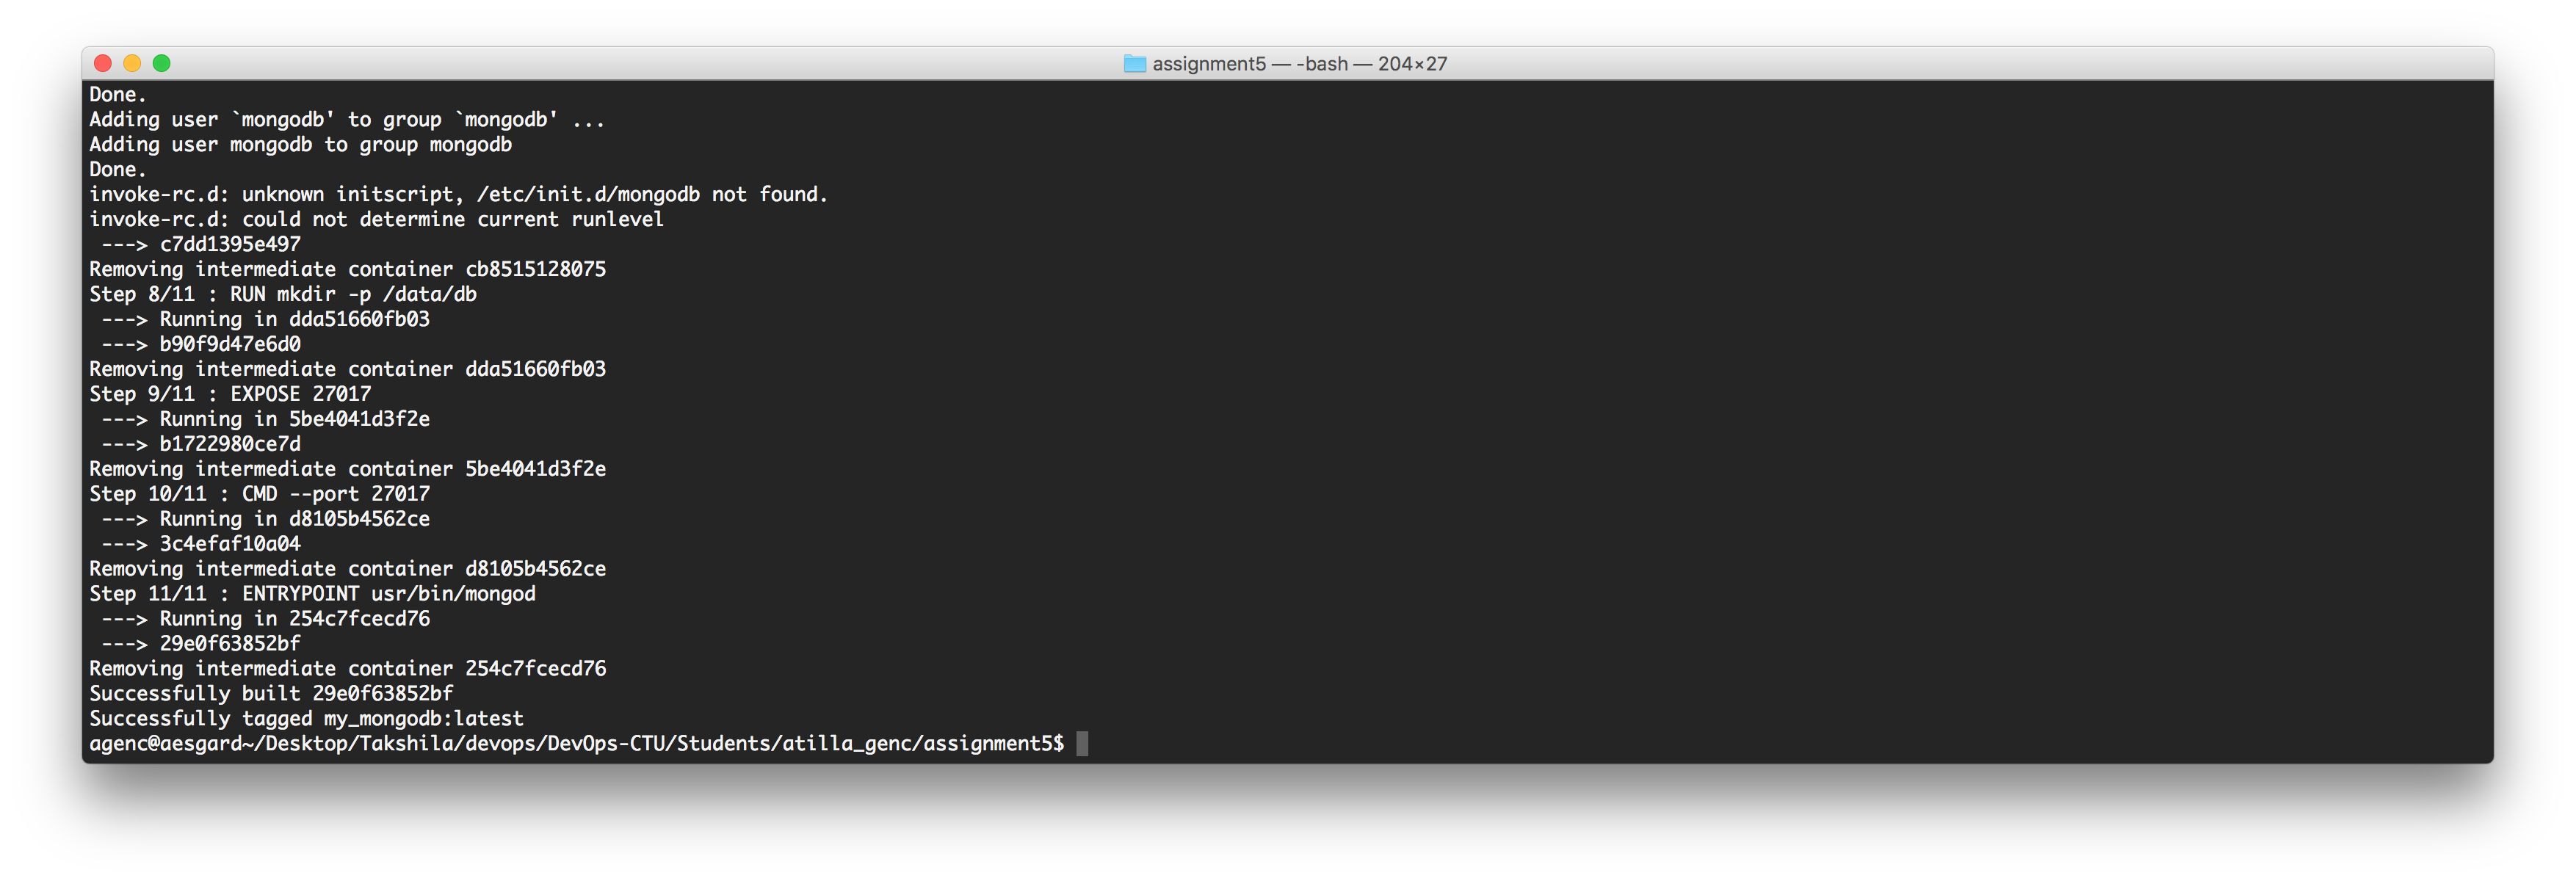 assignment5 — -bash — 204×27
Done.
Adding user `mongodb' to group `mongodb' ...
Adding user mongodb to group mongodb
Done.
invoke-rc.d: unknown initscript, /etc/init.d/mongodb not found.
invoke-rc.d: could not determine current runlevel
 ---> c7dd1395e497
Removing intermediate container cb8515128075
Step 8/11 : RUN mkdir -p /data/db
 ---> Running in dda51660fb03
 ---> b90f9d47e6d0
Removing intermediate container dda51660fb03
Step 9/11 : EXPOSE 27017
 ---> Running in 5be4041d3f2e
 ---> b1722980ce7d
Removing intermediate container 5be4041d3f2e
Step 10/11 : CMD --port 27017
 ---> Running in d8105b4562ce
 ---> 3c4efaf10a04
Removing intermediate container d8105b4562ce
Step 11/11 : ENTRYPOINT usr/bin/mongod
 ---> Running in 254c7fcecd76
 ---> 29e0f63852bf
Removing intermediate container 254c7fcecd76
Successfully built 29e0f63852bf
Successfully tagged my_mongodb:latest
agenc@aesgard~/Desktop/Takshila/devops/DevOps-CTU/Students/atilla_genc/assignment5$